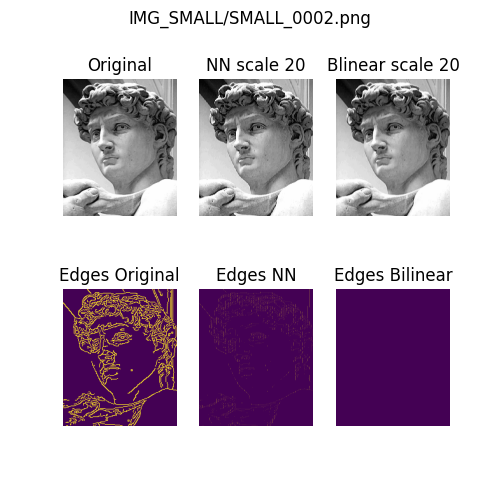 IMG_SMALL/SMALL_0002.png
Original
NN scale 20
Blinear scale 20
Edges Original
Edges NN
Edges Bilinear